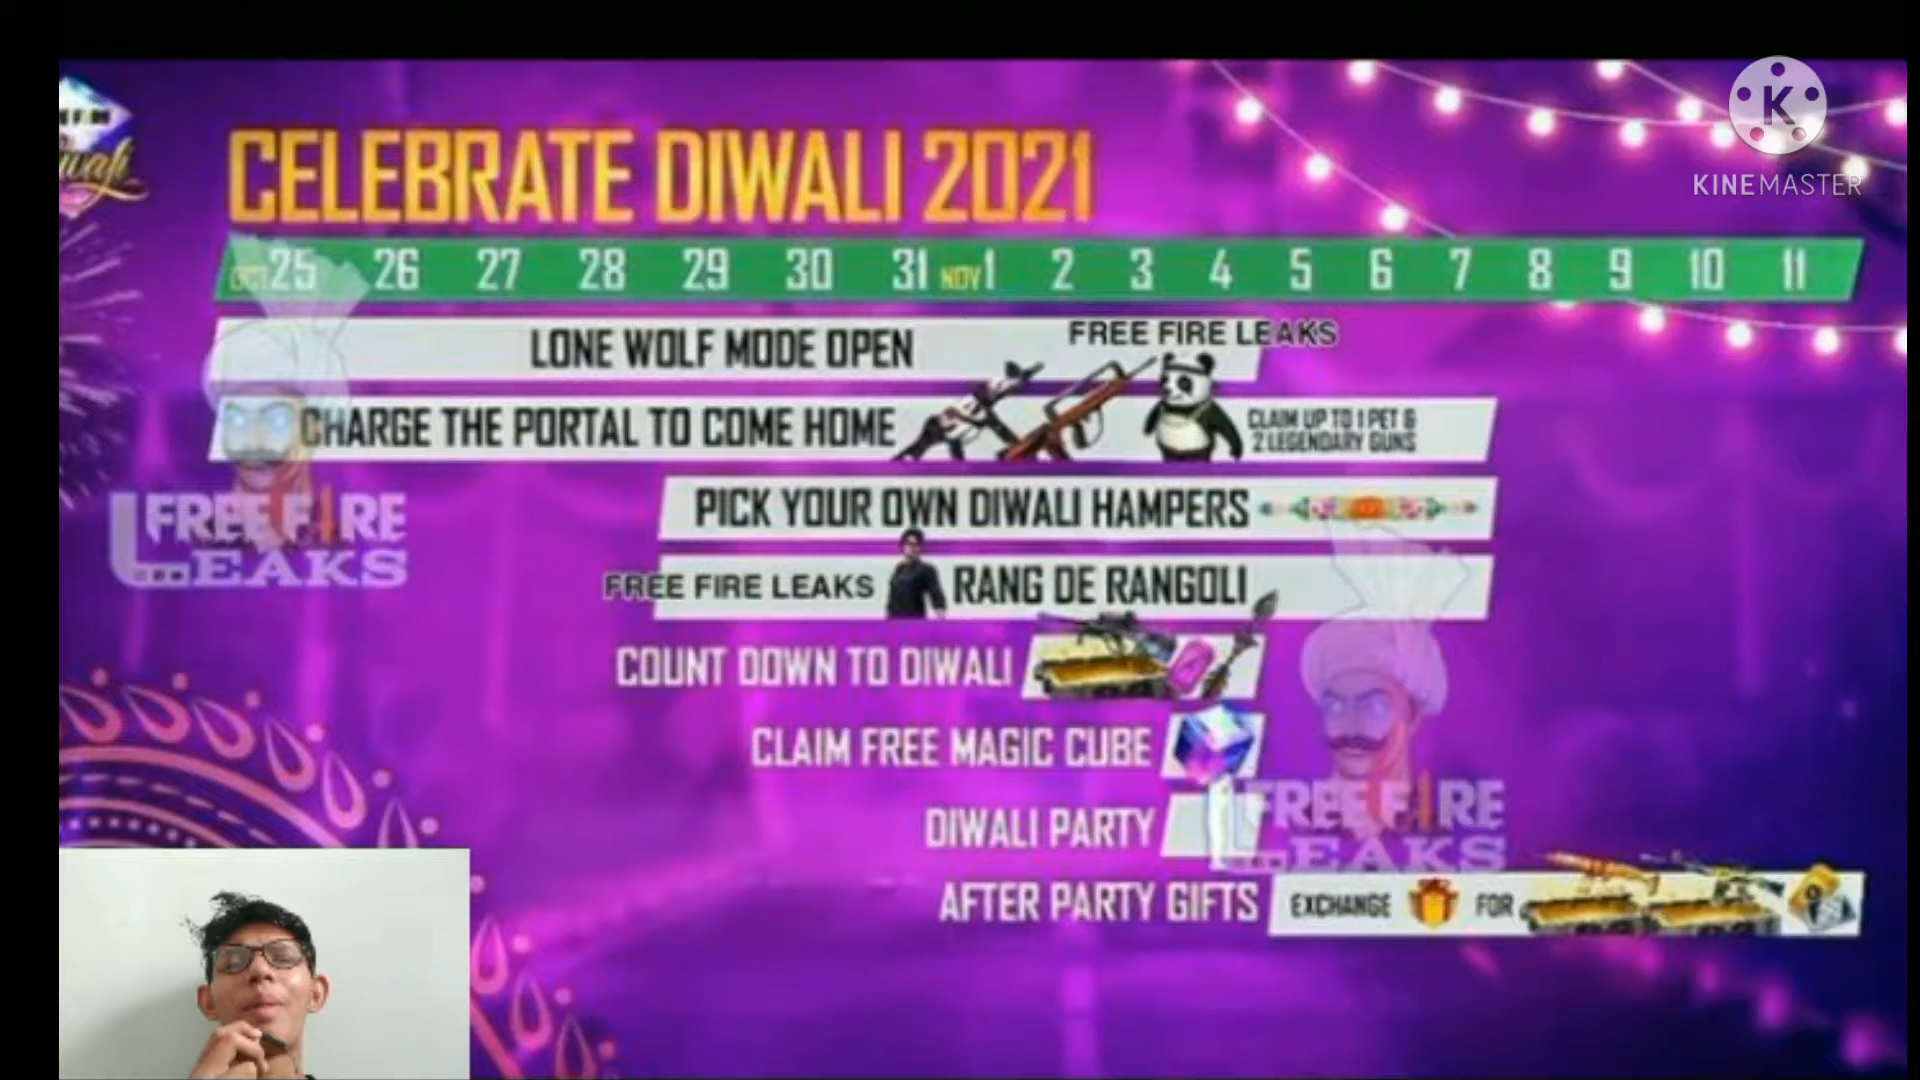 KINEMASTER
CELEBRATE DIWALI 2021
OCT 25 26 27 28 29 30 31 NOV 1 2 3 4 5 6 7 8 9 10 11
LONE WOLF MODE OPEN
FREE FIRE LEAKS
CHARGE THE PORTAL TO COME HOME
CLAIM UP TO 1 PET &
2 LEGENDARY GUNS
PICK YOUR OWN DIWALI HAMPERS
FREE FIRE
LEAKS
FREE FIRE LEAKS
RANG DE RANGOLI
COUNT DOWN TO DIWALI
CLAIM FREE MAGIC CUBE
DIWALI PARTY
FREE FIRE
LEAKS
AFTER PARTY GIFTS
EXCHANGE FOR